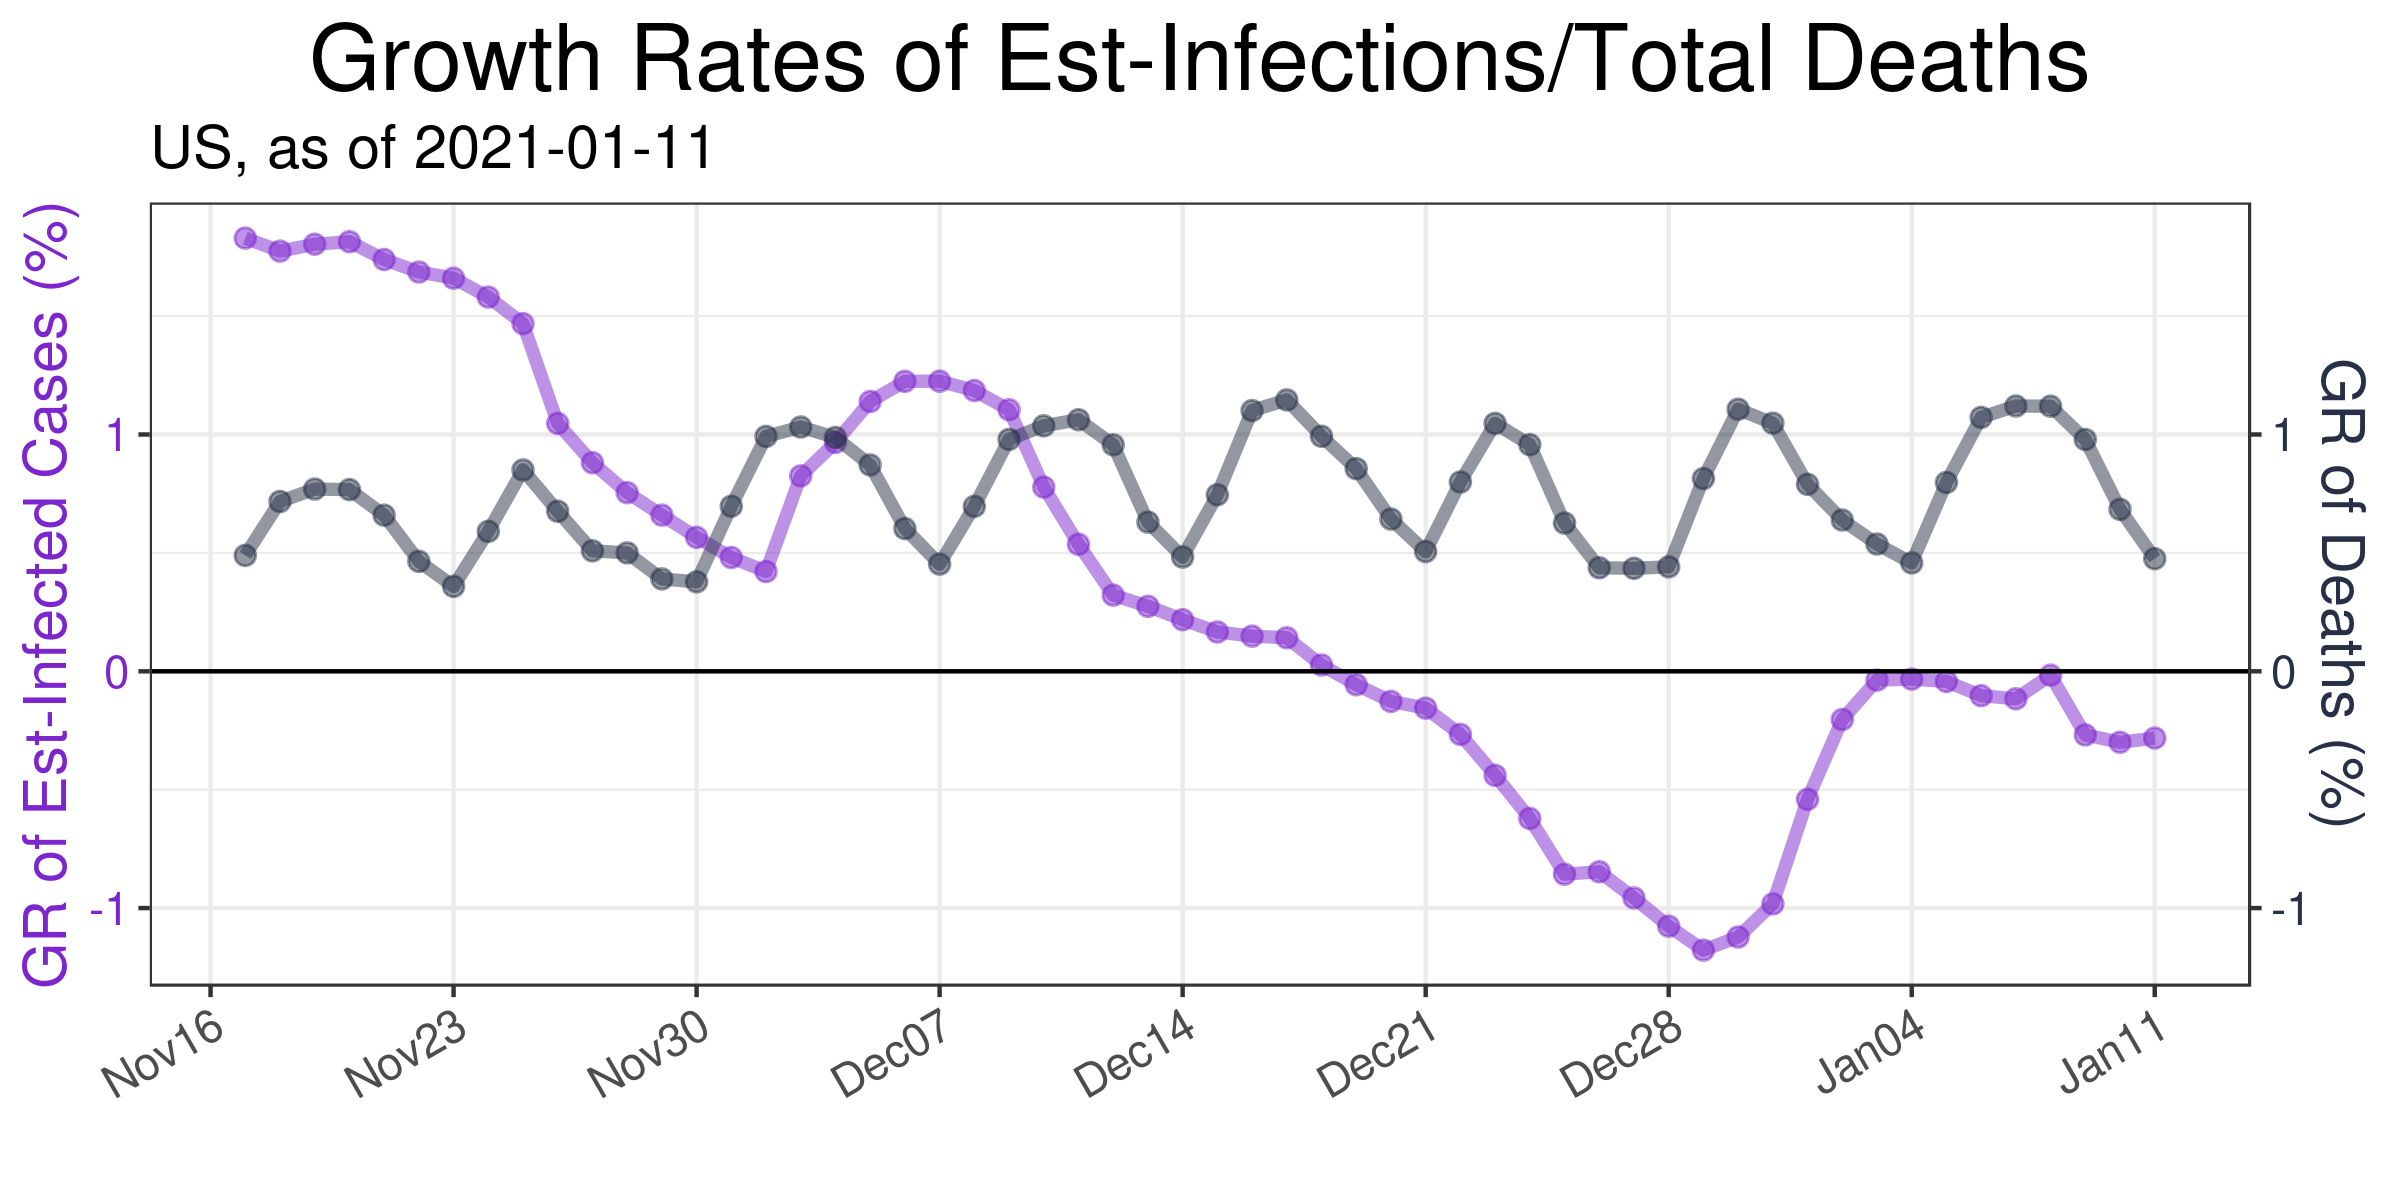 Growth Rates of Est-Infections/Total Deaths
US, as of 2021-01-11
GR of Est-Infected Cases (%)
1
0
-1
1
0
-1
GR of Deaths (%)
Nov16 Nov23 Nov30 Dec07 Dec14 Dec21 Dec28 Jan04 Jan11